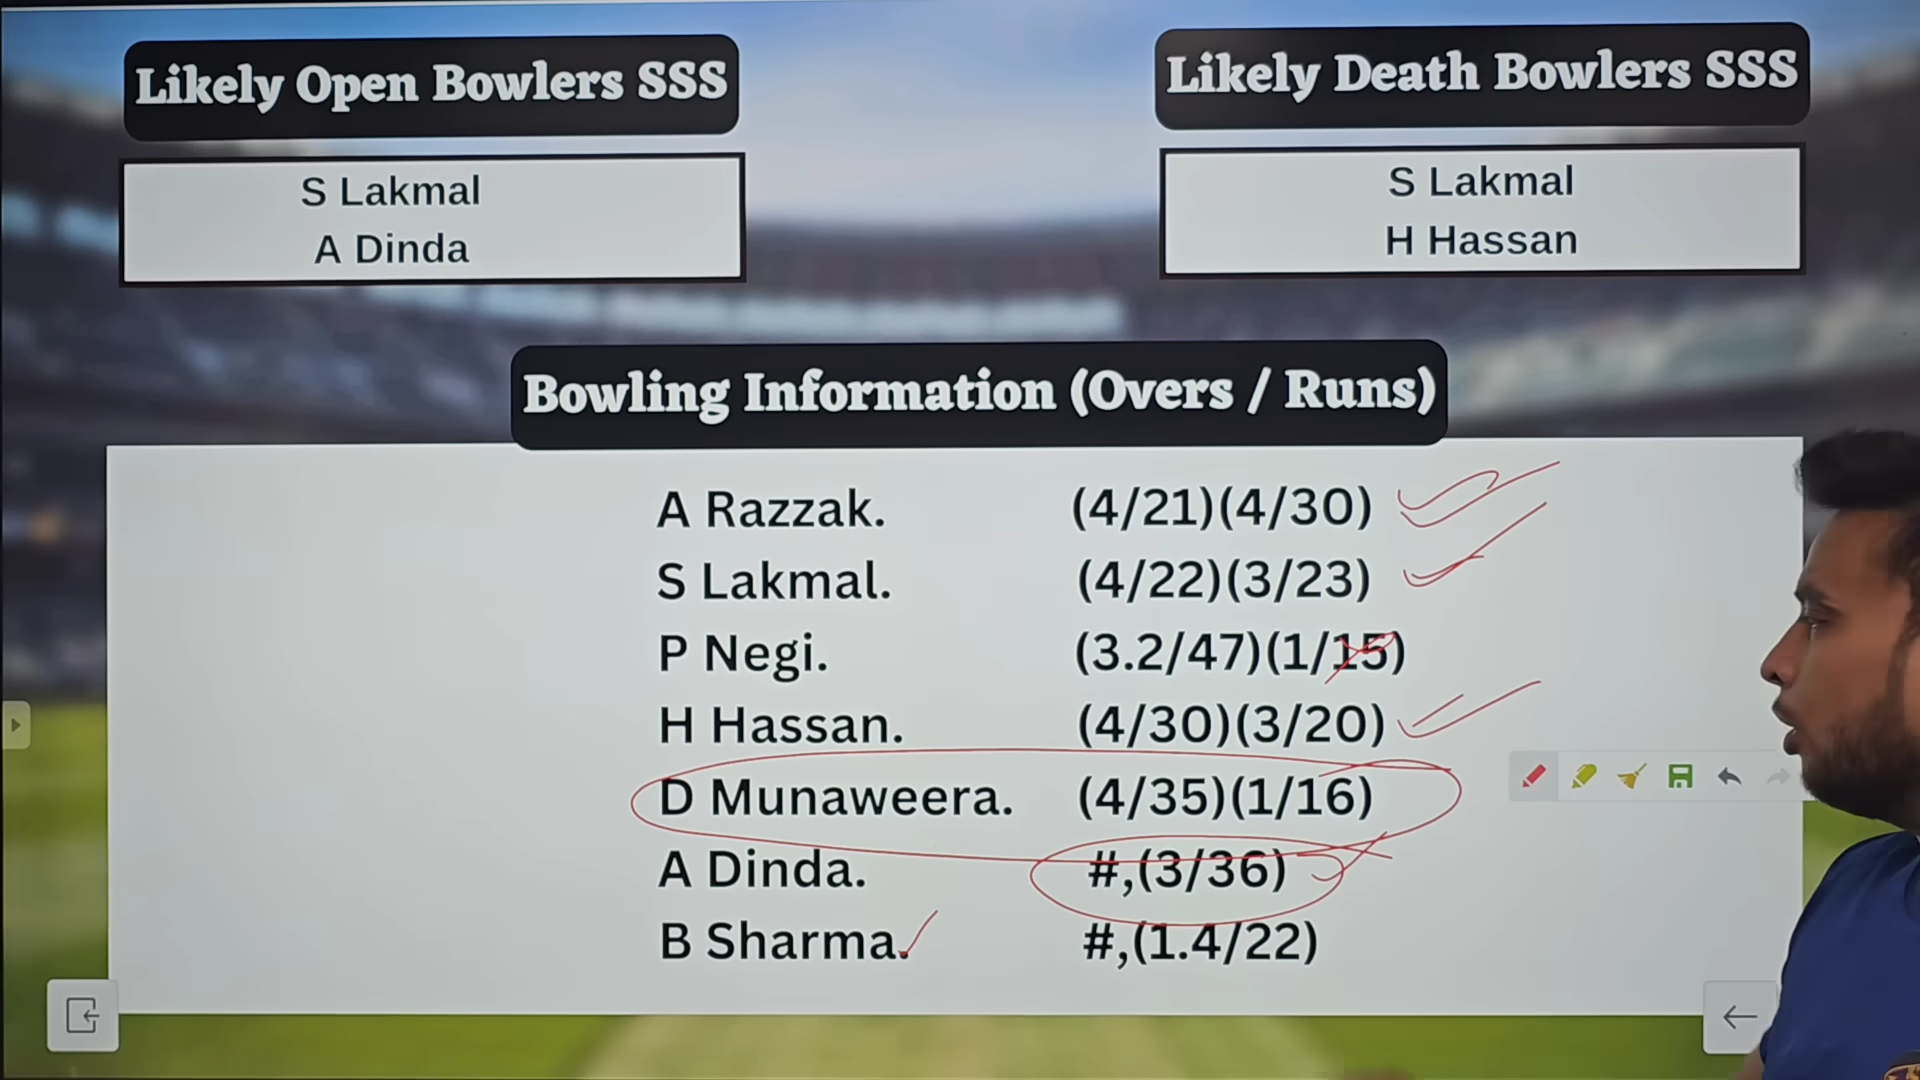 Likely Open Bowlers SSS
Likely Death Bowlers SSS
S Lakmal
A Dinda
S Lakmal
H Hassan
Bowling Information (Overs / Runs)
A Razzak. (4/21)(4/30)
S Lakmal. (4/22)(3/23)
P Negi. (3.2/47)(1/15)
H Hassan. (4/30)(3/20)
D Munaweera. (4/35)(1/16)
A Dinda. #,(3/36)
B Sharma. #,(1.4/22)